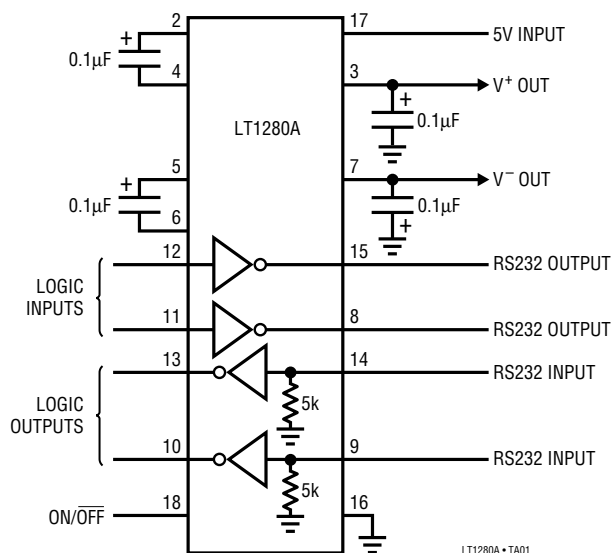 2
17
5V INPUT
+
0.1µF
4
3
V+ OUT
LT1280A
+
0.1µF
5
7
V− OUT
+
0.1µF
6
0.1µF
+
12
15
RS232 OUTPUT
LOGIC
INPUTS
11
8
RS232 OUTPUT
13
14
RS232 INPUT
5k
LOGIC
OUTPUTS
10
9
RS232 INPUT
5k
18
16
ON/OFF
LT1280A • TA01